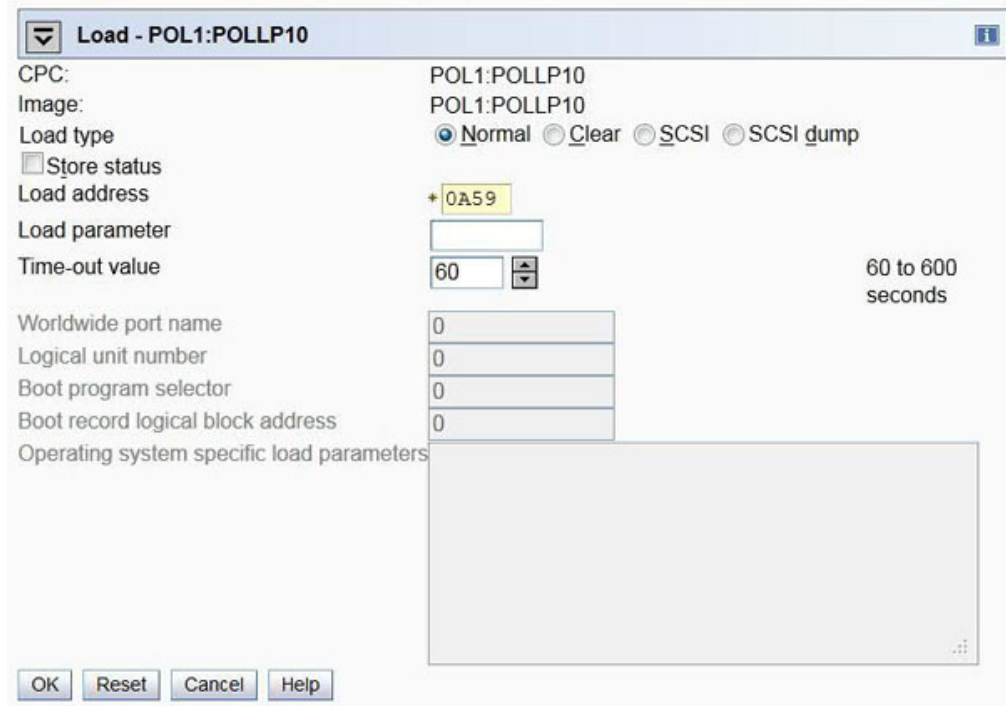 Load - POL1:POLLP10
CPC: POL1:POLLP10
Image: POL1:POLLP10
Load type Normal Clear SCSI SCSI dump
Store status
Load address * 0A59
Load parameter
Time-out value 60 60 to 600
seconds
Worldwide port name 0
Logical unit number 0
Boot program selector 0
Boot record logical block address 0
Operating system specific load parameters
OK Reset Cancel Help